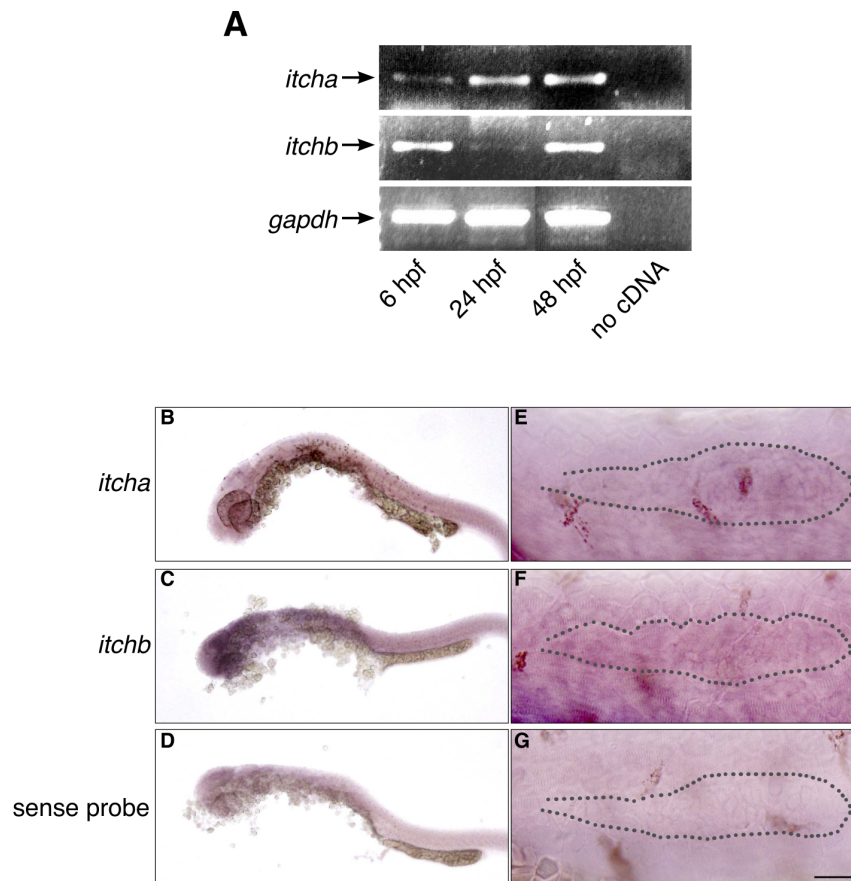 A
itcha
itchb
gapdh
6 hpf
24 hpf
48 hpf
no cDNA
B
E
itcha
C
F
itchb
D
G
sense probe